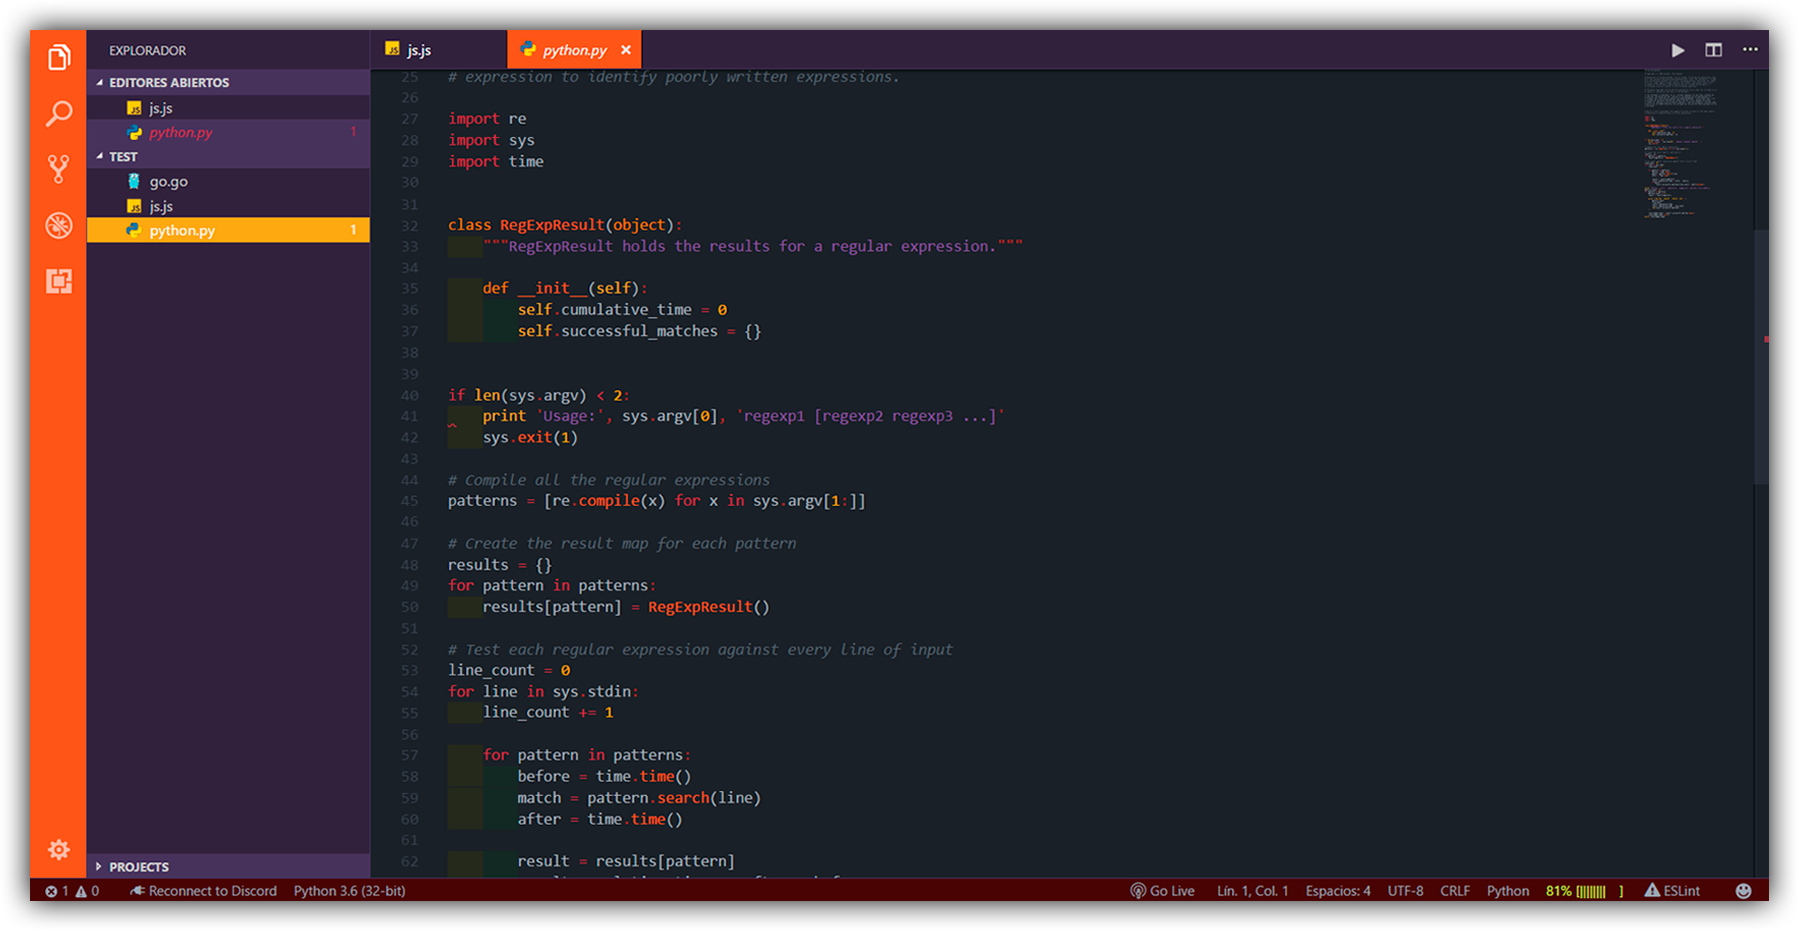 EXPLORADOR
EDITORES ABIERTOS
js.js
python.py 1
TEST
go.go
js.js
python.py 1
PROJECTS
js.js python.py ×
25 # expression to identify poorly written expressions.
26
27 import re
28 import sys
29 import time
30
31
32 class RegExpResult(object):
33 """RegExpResult holds the results for a regular expression."""
34
35 def __init__(self):
36 self.cumulative_time = 0
37 self.successful_matches = {}
38
39
40 if len(sys.argv) < 2:
41 print 'Usage:', sys.argv[0], 'regexp1 [regexp2 regexp3 ...]'
42 sys.exit(1)
43
44 # Compile all the regular expressions
45 patterns = [re.compile(x) for x in sys.argv[1:]]
46
47 # Create the result map for each pattern
48 results = {}
49 for pattern in patterns:
50 results[pattern] = RegExpResult()
51
52 # Test each regular expression against every line of input
53 line_count = 0
54 for line in sys.stdin:
55 line_count += 1
56
57 for pattern in patterns:
58 before = time.time()
59 match = pattern.search(line)
60 after = time.time()
61
62 result = results[pattern]
1 0 Reconnect to Discord Python 3.6 (32-bit) Go Live Lín. 1, Col. 1 Espacios: 4 UTF-8 CRLF Python 81% [|||||||| ] ESLint